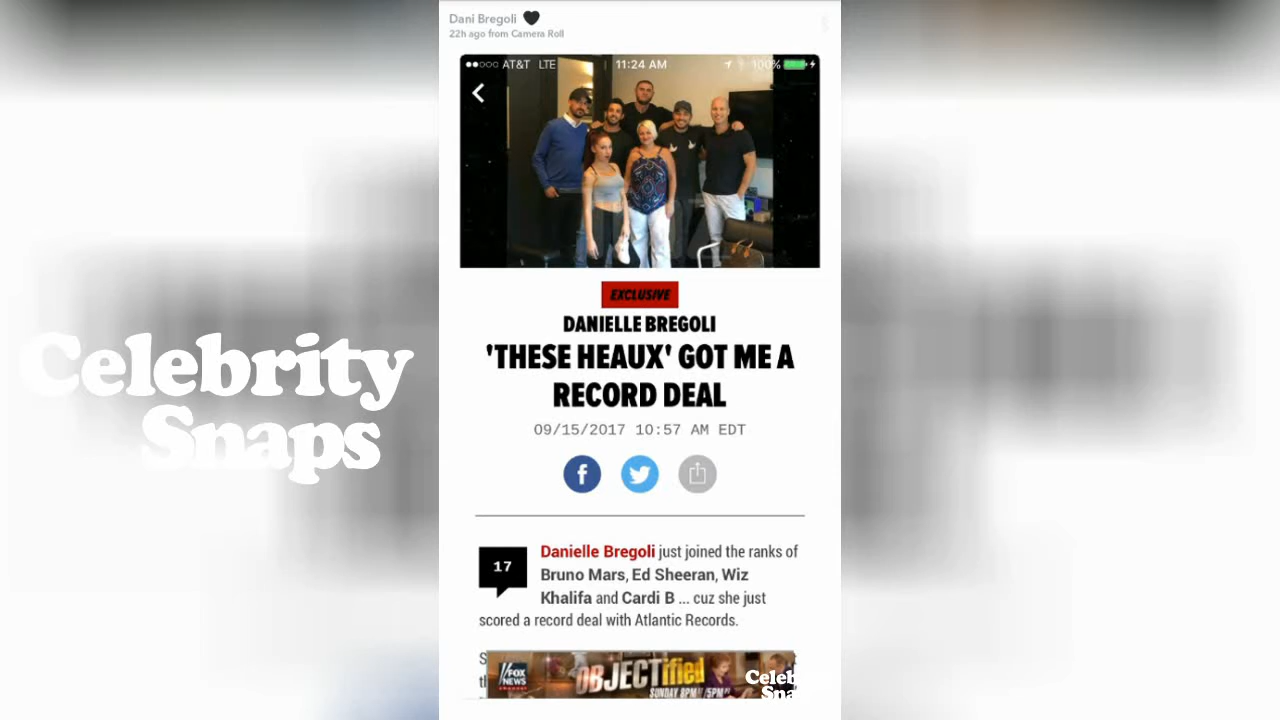 Dani Bregoli 🖤
22h ago from Camera Roll
AT&T LTE 11:24 AM 100%
EXCLUSIVE
DANIELLE BREGOLI
'THESE HEAUX' GOT ME A
RECORD DEAL
09/15/2017 10:57 AM EDT
17
Danielle Bregoli just joined the ranks of
Bruno Mars, Ed Sheeran, Wiz
Khalifa and Cardi B ... cuz she just
scored a record deal with Atlantic Records.
FOX
NEWS
channel
OBJECTified
SUNDAY 8PM
Celebrity
Snaps